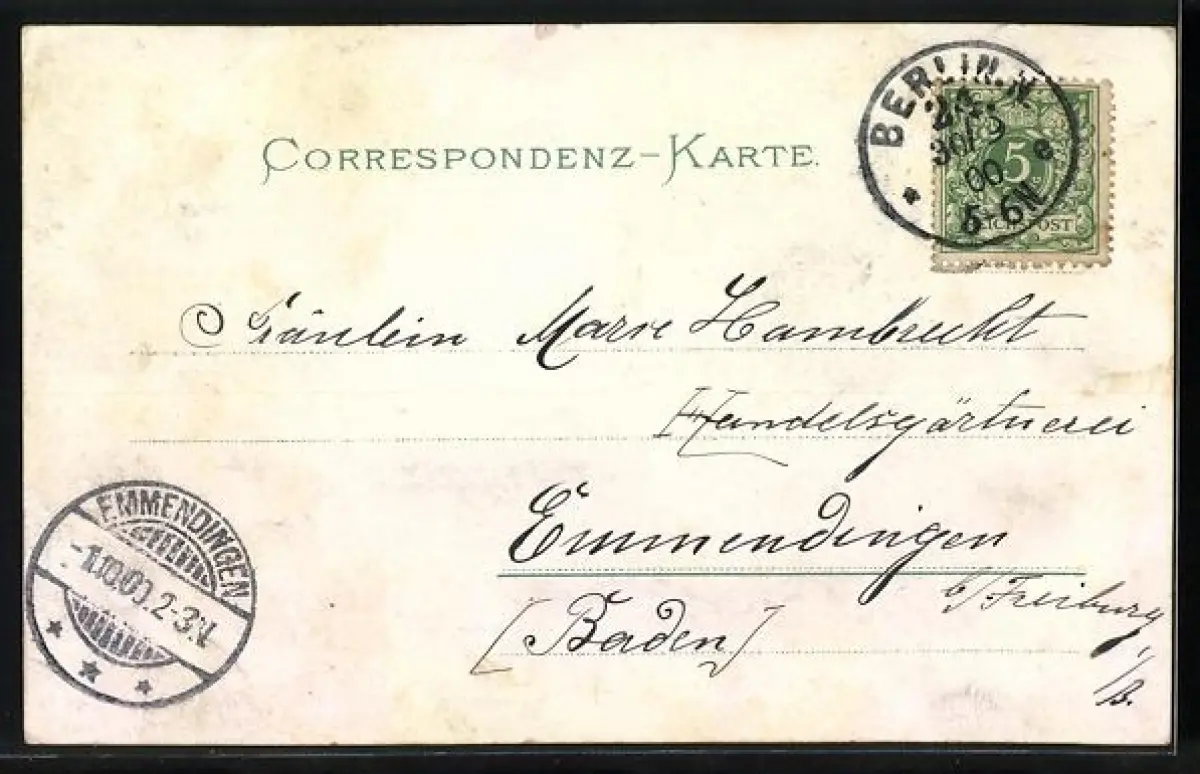 CORRESPONDENZ-KARTE.
BERLIN. N
24.
30/9
00
5-6N
e
5
REICHSPOST
Fräulein Marie Hambrecht
Handelsgärtnerei
Emmendingen
b/Freiburg
i/B.
[Baden]
EMMENDINGEN
-1.10.00.2-3N.